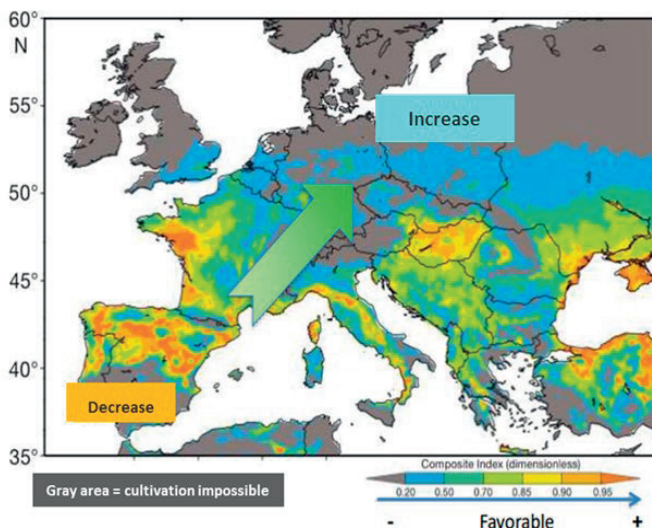 60°
N
55°
50°
45°
40°
35°
Increase
Decrease
Gray area = cultivation impossible
Composite Index (dimensionless)
0.20 0.50 0.70 0.85 0.90 0.95
- Favorable +